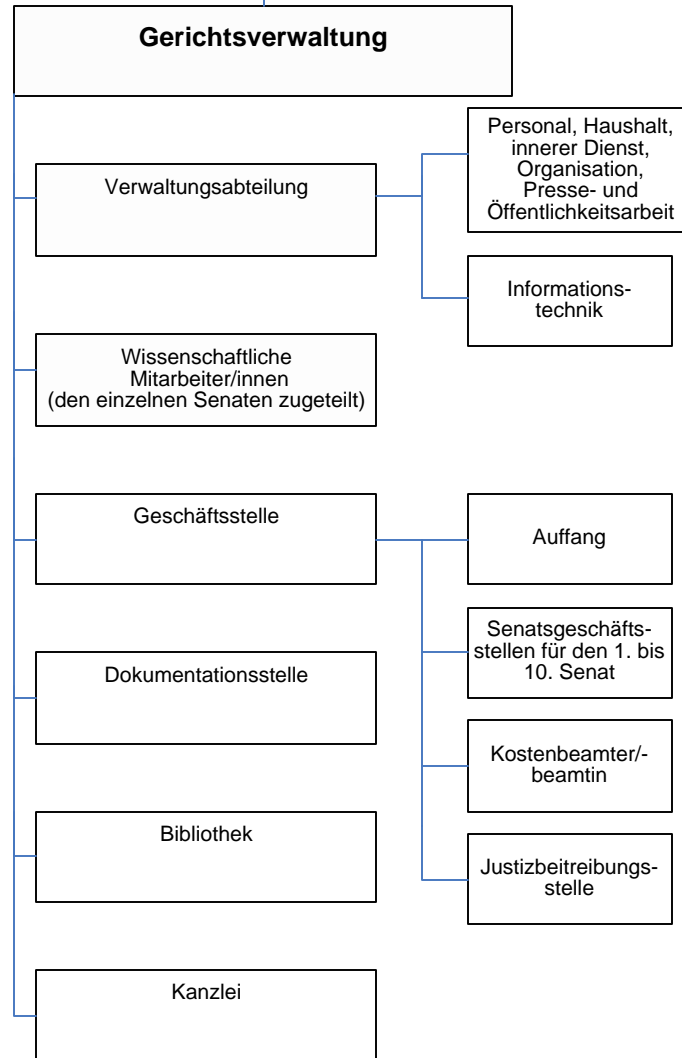 Gerichtsverwaltung
Verwaltungsabteilung
Personal, Haushalt,
innerer Dienst,
Organisation,
Presse- und
Öffentlichkeitsarbeit
Informations-
technik
Wissenschaftliche
Mitarbeiter/innen
(den einzelnen Senaten zugeteilt)
Geschäftsstelle
Auffang
Senatsgeschäfts-
stellen für den 1. bis
10. Senat
Dokumentationsstelle
Kostenbeamter/-
beamtin
Bibliothek
Justizbeitreibungs-
stelle
Kanzlei